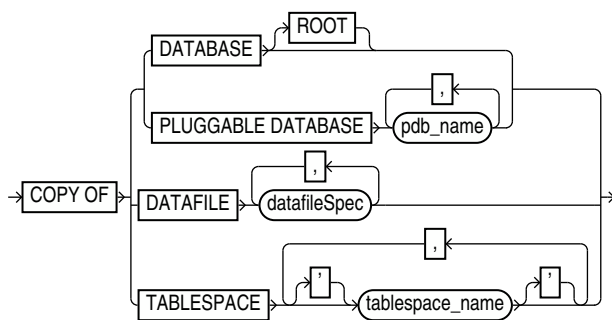 ROOT
DATABASE
,
PLUGGABLE DATABASE pdb_name
,
COPY OF DATAFILE datafileSpec
,
' '
TABLESPACE tablespace_name